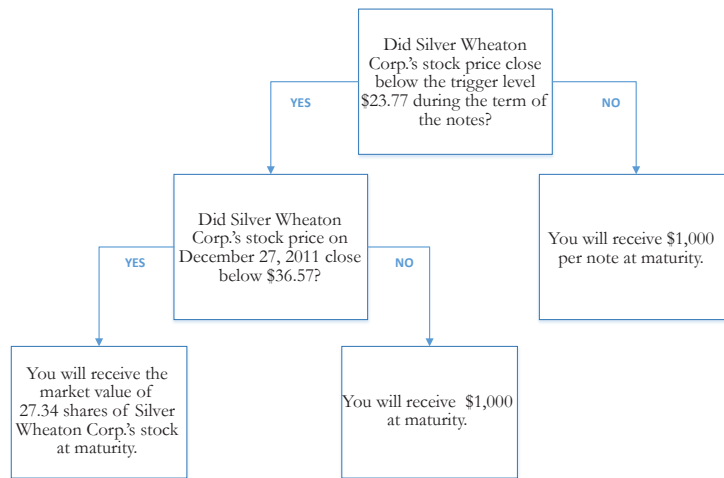 Did Silver Wheaton
Corp.'s stock price close
below the trigger level
$23.77 during the term of
the notes?
YES
NO
Did Silver Wheaton
Corp.'s stock price on
December 27, 2011 close
below $36.57?
You will receive $1,000
per note at maturity.
YES
NO
You will receive the
market value of
27.34 shares of Silver
Wheaton Corp.'s stock
at maturity.
You will receive $1,000
at maturity.